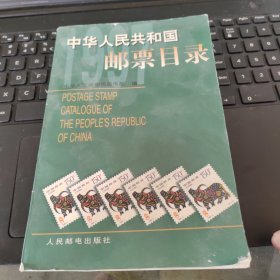 中华人民共和国
邮票目录
1997
POSTAGE STAMP
CATALOGUE OF
THE PEOPLE'S REPUBLIC
OF CHINA
人民邮电出版社